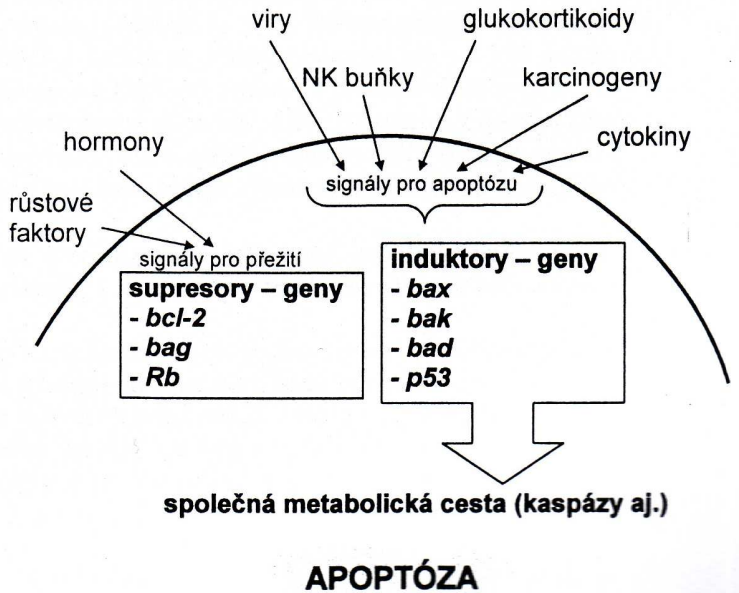 viry
glukokortikoidy
NK buňky
karcinogeny
hormony
cytokiny
signály pro apoptózu
růstové
faktory
signály pro přežití
supresory – geny
- bcl-2
- bag
- Rb
induktory – geny
- bax
- bak
- bad
- p53
společná metabolická cesta (kaspázy aj.)
APOPTÓZA